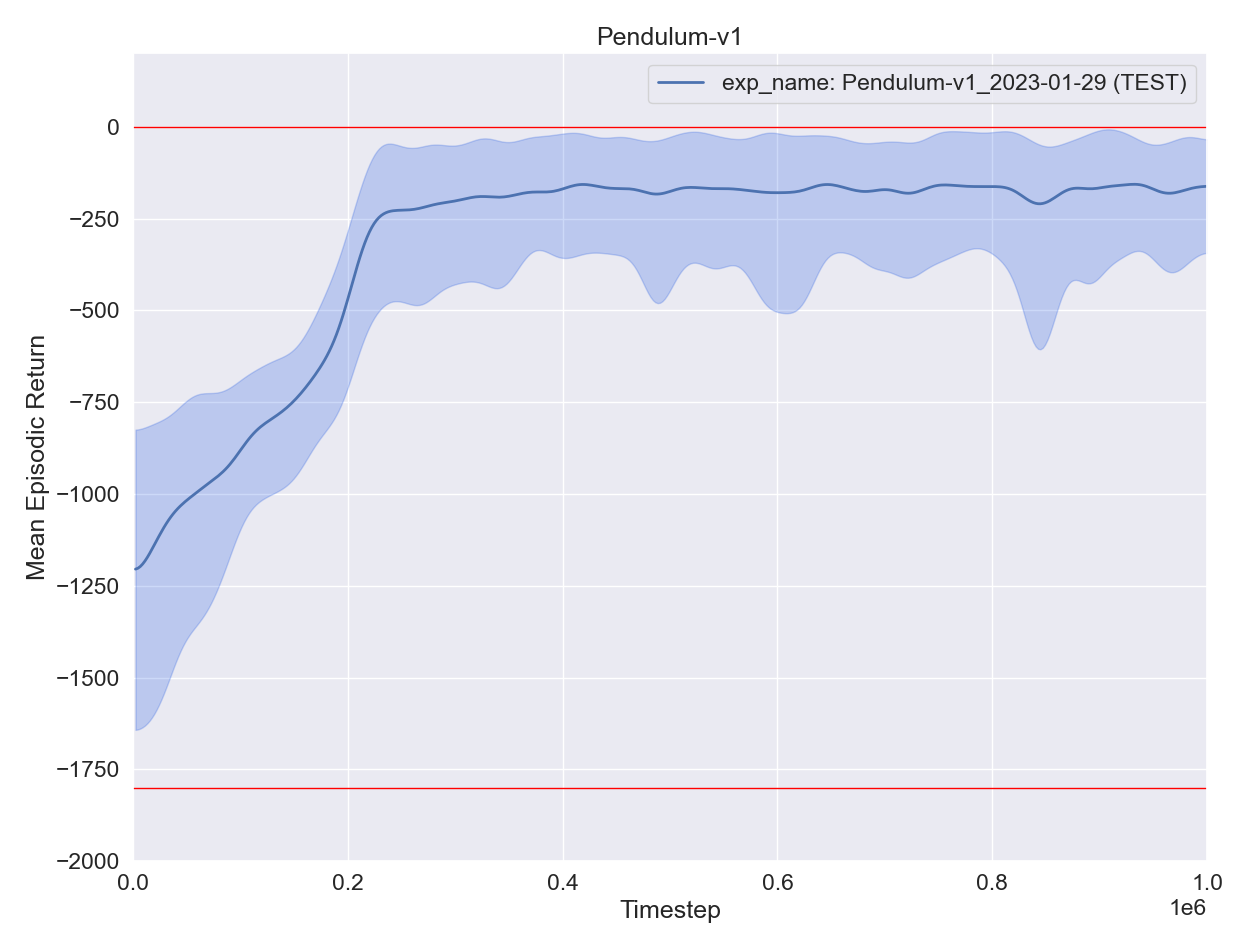 Pendulum-v1
exp_name: Pendulum-v1_2023-01-29 (TEST)
Mean Episodic Return
0
−250
−500
−750
−1000
−1250
−1500
−1750
−2000
0.0 0.2 0.4 0.6 0.8 1.0
Timestep
1e6